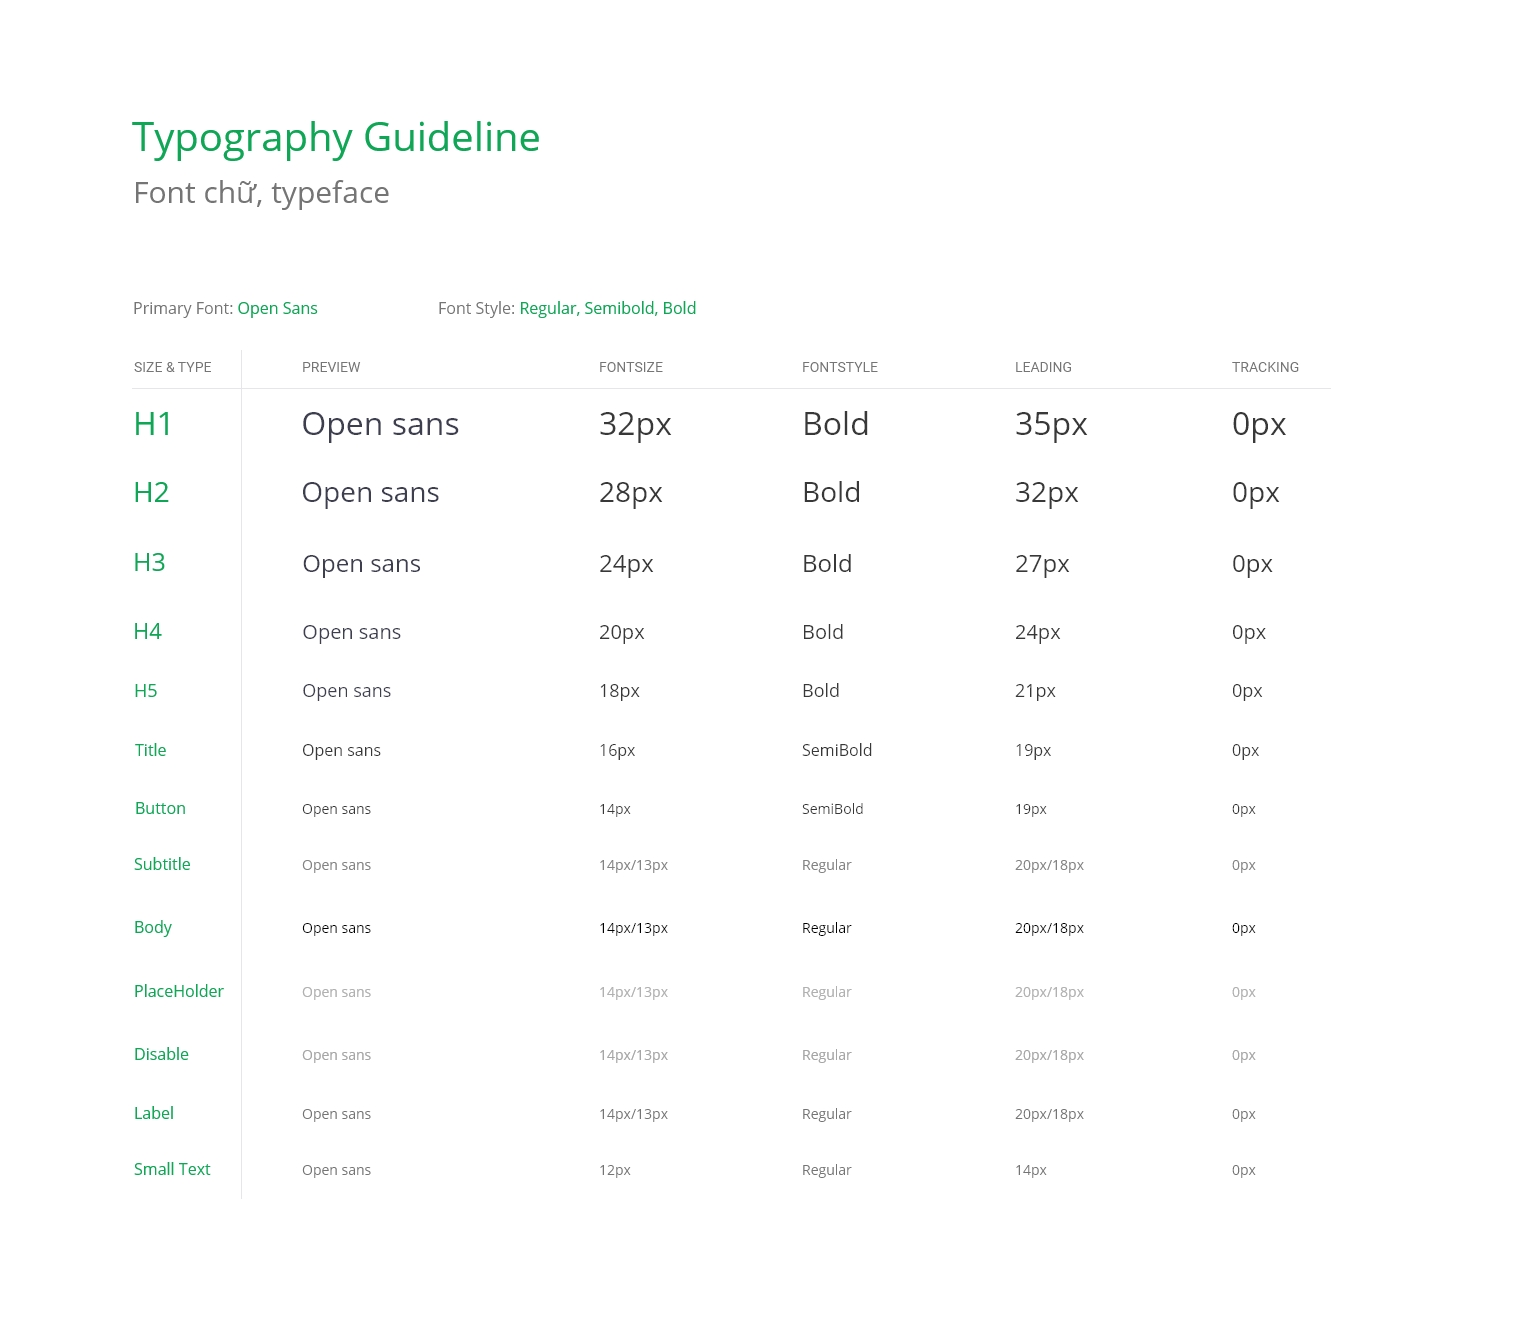 Typography Guideline
Font chữ, typeface
Primary Font: Open Sans Font Style: Regular, Semibold, Bold
SIZE & TYPE PREVIEW FONTSIZE FONTSTYLE LEADING TRACKING
H1 Open sans 32px Bold 35px 0px
H2 Open sans 28px Bold 32px 0px
H3 Open sans 24px Bold 27px 0px
H4 Open sans 20px Bold 24px 0px
H5 Open sans 18px Bold 21px 0px
Title Open sans 16px SemiBold 19px 0px
Button Open sans 14px SemiBold 19px 0px
Subtitle Open sans 14px/13px Regular 20px/18px 0px
Body Open sans 14px/13px Regular 20px/18px 0px
PlaceHolder Open sans 14px/13px Regular 20px/18px 0px
Disable Open sans 14px/13px Regular 20px/18px 0px
Label Open sans 14px/13px Regular 20px/18px 0px
Small Text Open sans 12px Regular 14px 0px